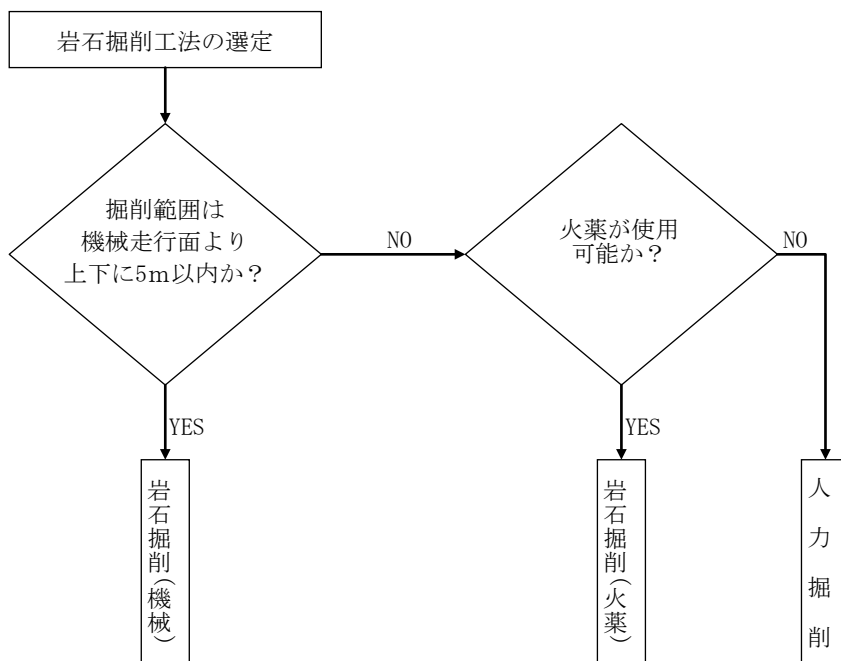 岩石掘削工法の選定
掘削範囲は
機械走行面より
上下に5m以内か?
NO
火薬が使用
可能か?
NO
YES
YES
岩石掘削(機械)
岩石掘削(火薬)
人力掘削